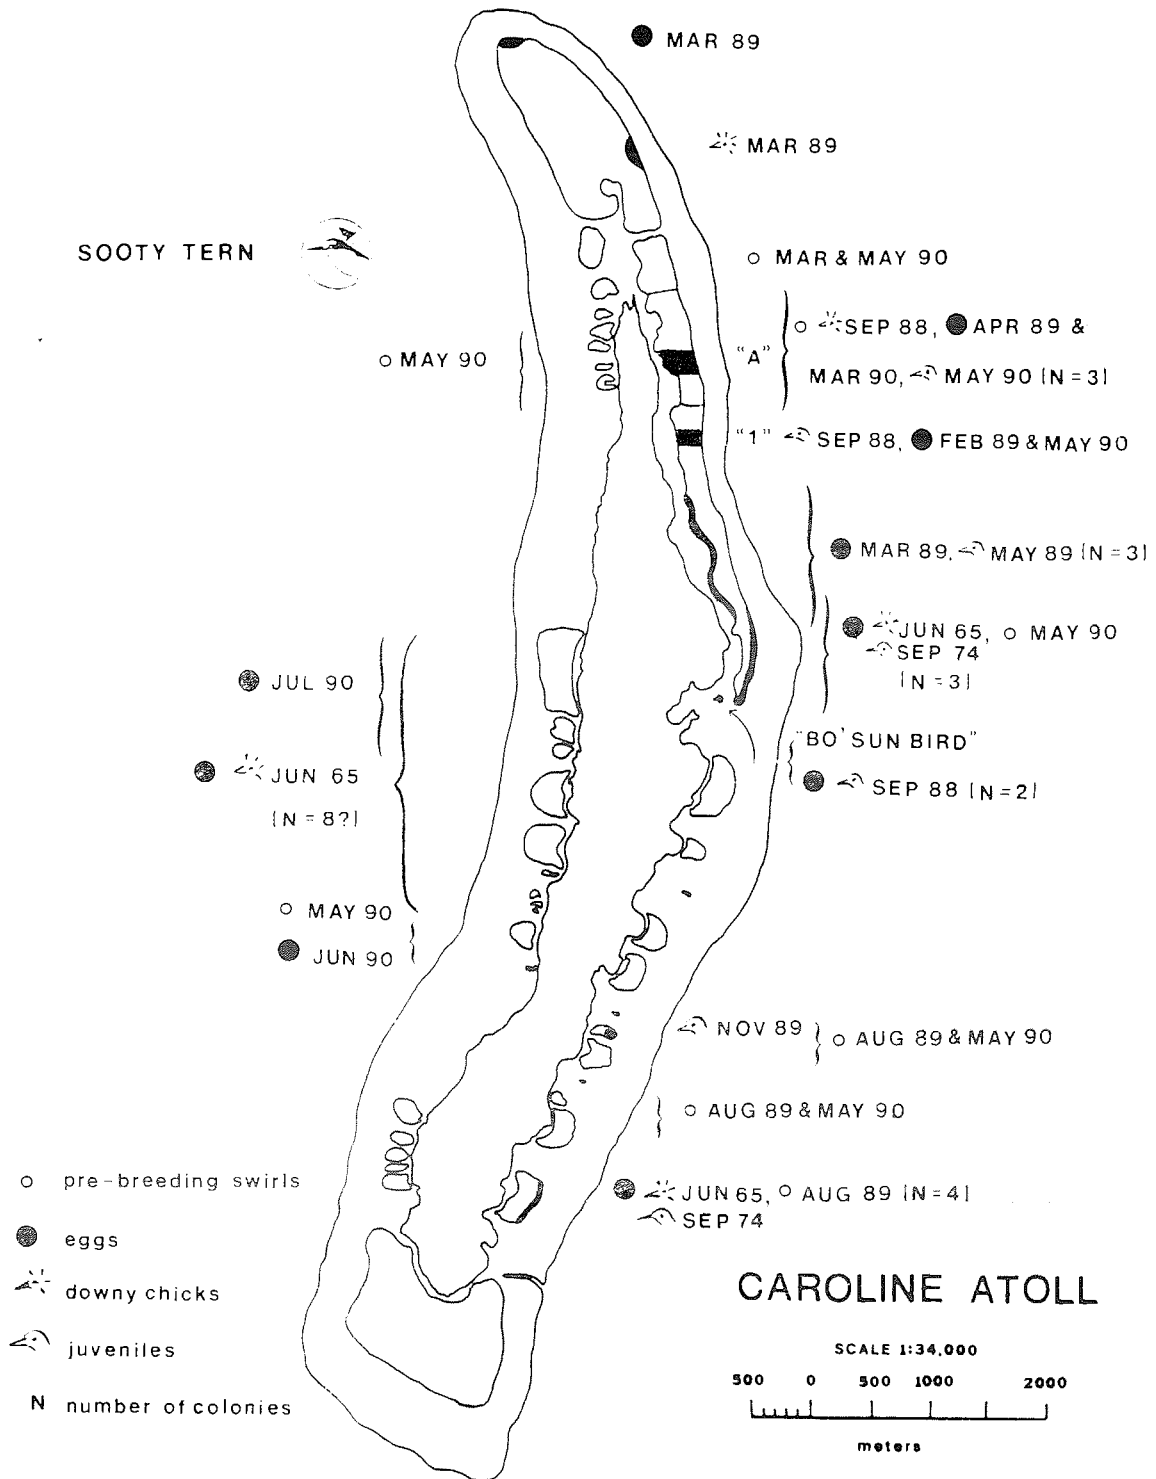 MAR 89
MAR 89
SOOTY TERN
MAR & MAY 90
"A"
SEP 88, APR 89 &
MAR 90, MAY 90 (N=3)
MAY 90
"1" SEP 88, FEB 89 & MAY 90
MAR 89, MAY 89 (N=3)
JUN 65, MAY 90
SEP 74
(N=3)
JUL 90
"BO'SUN BIRD"
SEP 88 (N=2)
JUN 65
(N=8?)
MAY 90
JUN 90
NOV 89
AUG 89 & MAY 90
AUG 89 & MAY 90
JUN 65, AUG 89 (N=4)
SEP 74
pre-breeding swirls
eggs
downy chicks
juveniles
N number of colonies
CAROLINE ATOLL
SCALE 1:34,000
500 0 500 1000 2000
meters